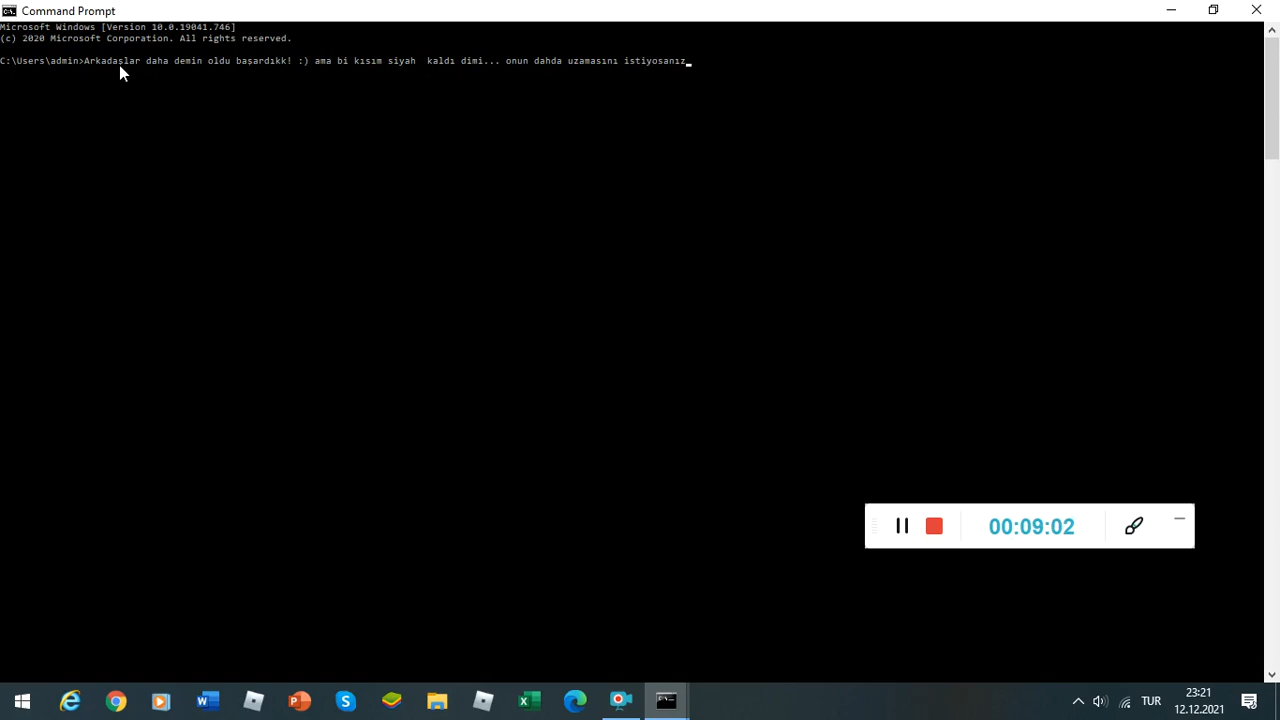 Command Prompt
Microsoft Windows [Version 10.0.19041.746]
(c) 2020 Microsoft Corporation. All rights reserved.
C:\Users\admin>Arkadaşlar daha demin oldu başardıkk! :) ama bi kısım siyah  kaldı dimi... onun dahda uzamasını istiyosanız
00:09:02
TUR
23:21
12.12.2021